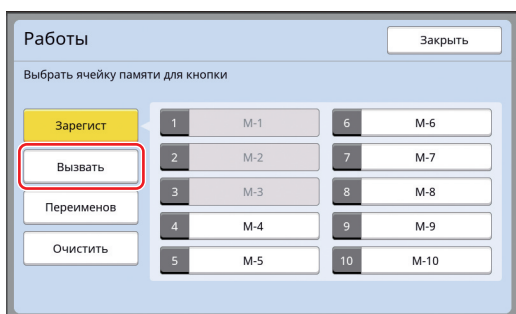 Работы
Закрыть
Выбрать ячейку памяти для кнопки
Зарегист
Вызвать
Переименов
Очистить
1 M-1
2 M-2
3 M-3
4 M-4
5 M-5
6 M-6
7 M-7
8 M-8
9 M-9
10 M-10